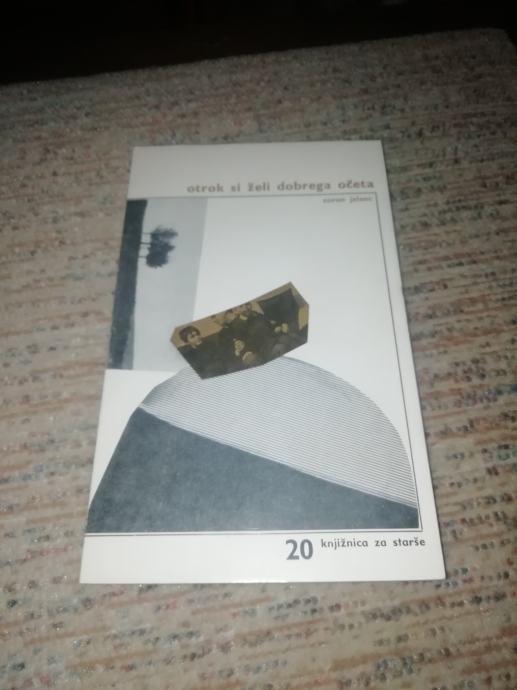 otrok si želi dobrega očeta
zoran jelenc
20 knjižnica za starše